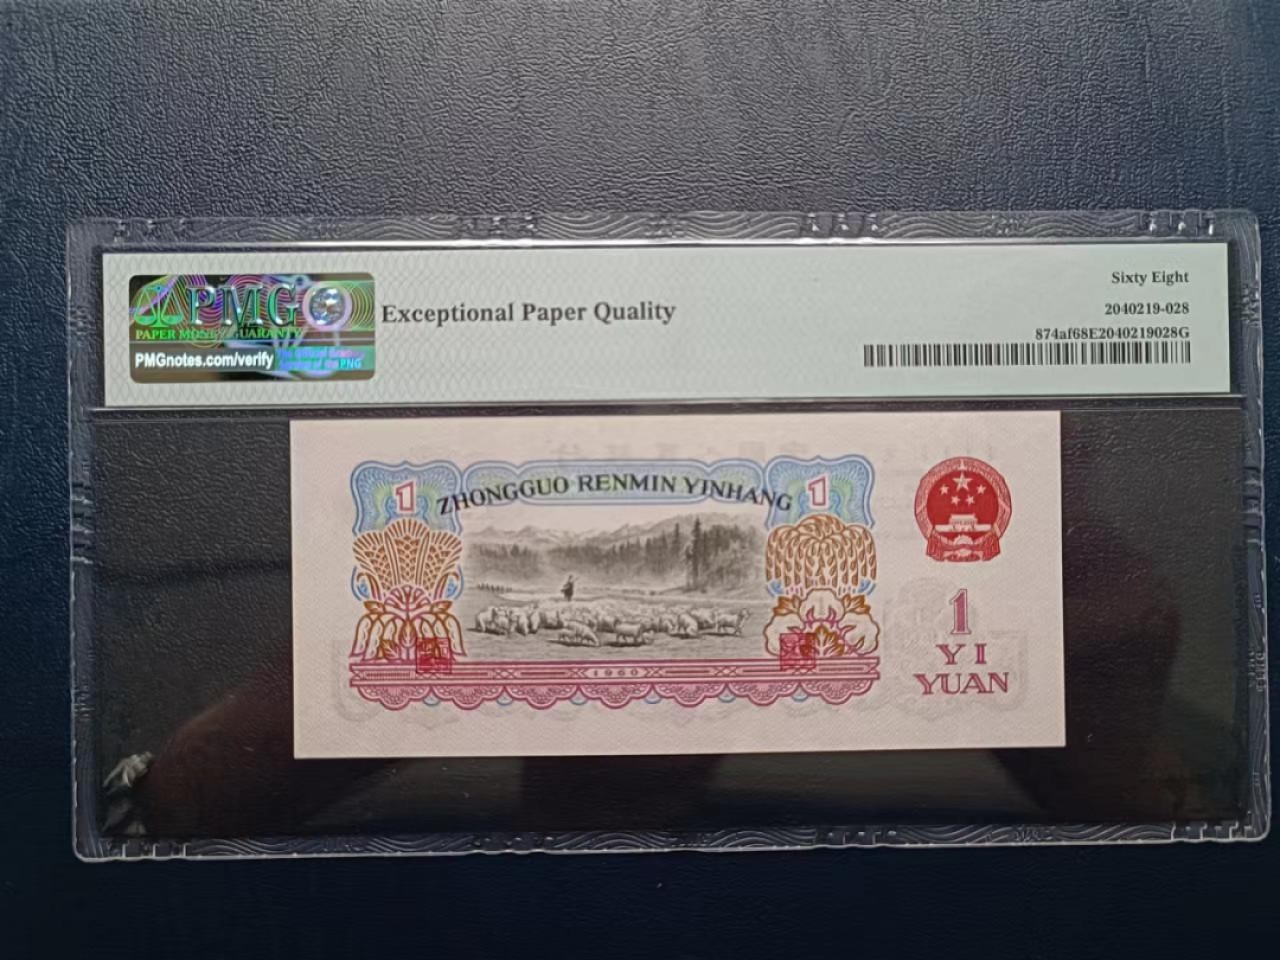 PMG
PAPER MONEY GUARANTY
PMGnotes.com/verify
Exceptional Paper Quality
Sixty Eight
2040219-028
874af68E2040219028G
1 ZHONGGUO RENMIN YINHANG 1
1960
1
YI
YUAN